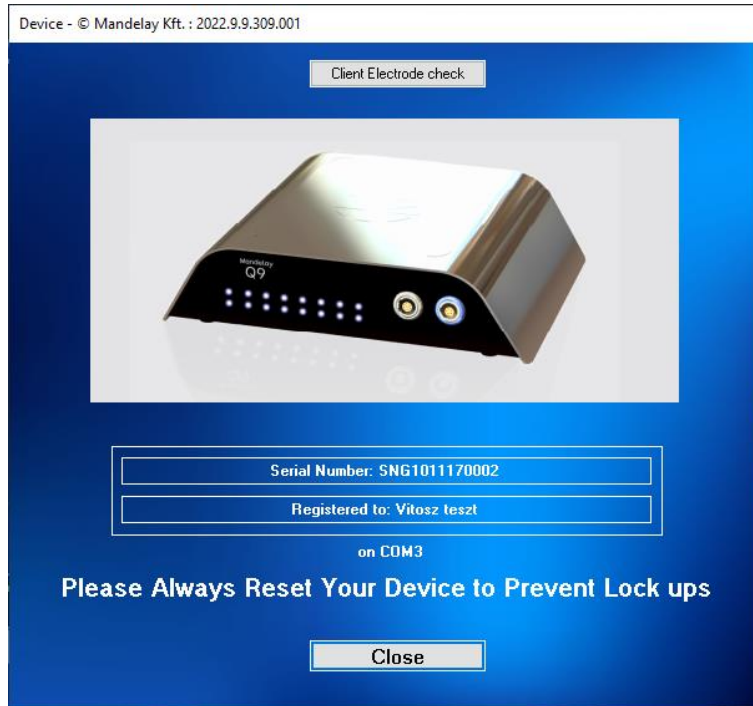 Device - © Mandelay Kft. : 2022.9.9.309.001
Client Electrode check
Mandelay
Q9
Serial Number: SNG1011170002
Registered to: Vitosz teszt
on COM3
Please Always Reset Your Device to Prevent Lock ups
Close